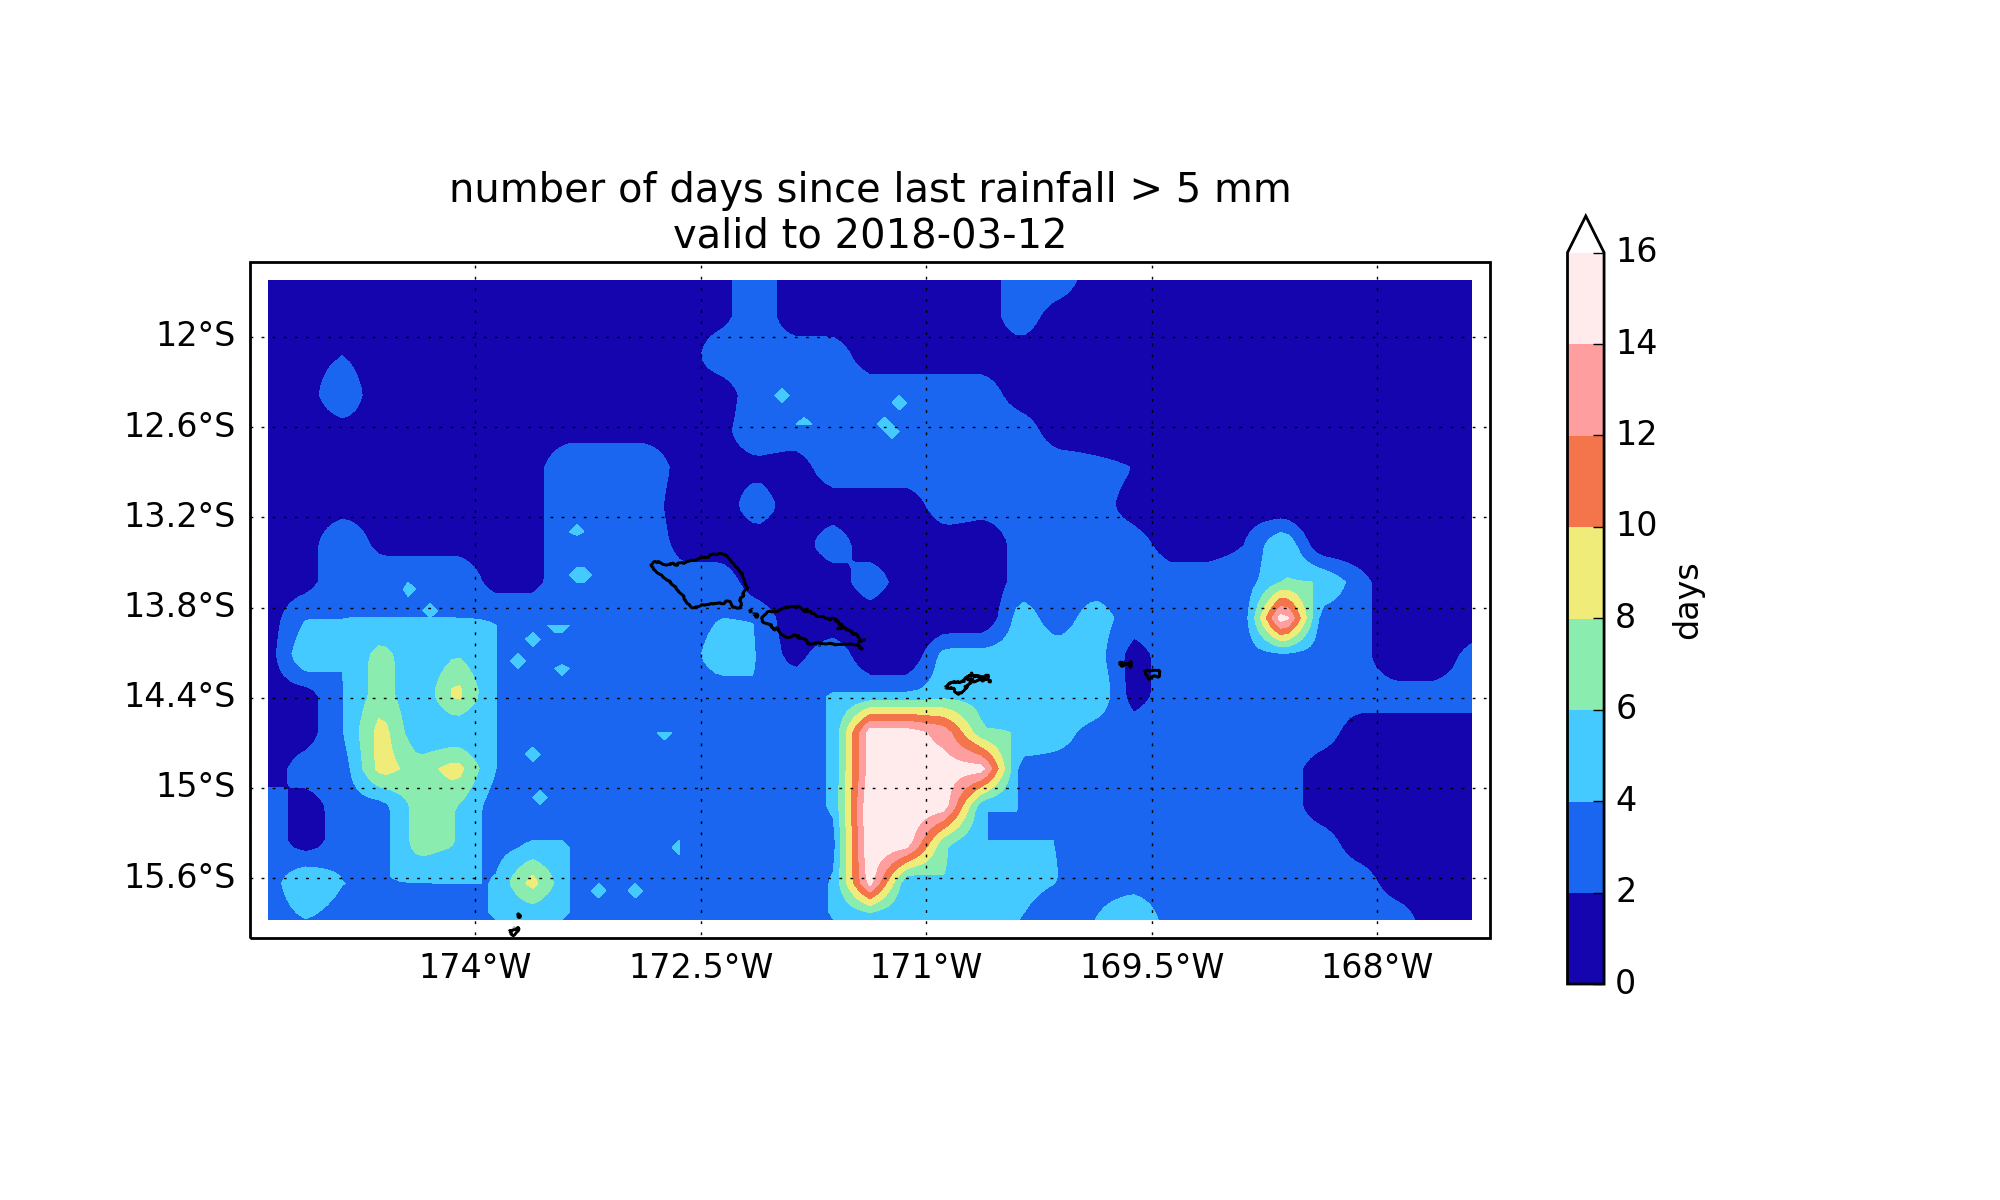 number of days since last rainfall > 5 mm
valid to 2018-03-12
12°S
12.6°S
13.2°S
13.8°S
14.4°S
15°S
15.6°S
174°W
172.5°W
171°W
169.5°W
168°W
16
14
12
10
8
6
4
2
0
days